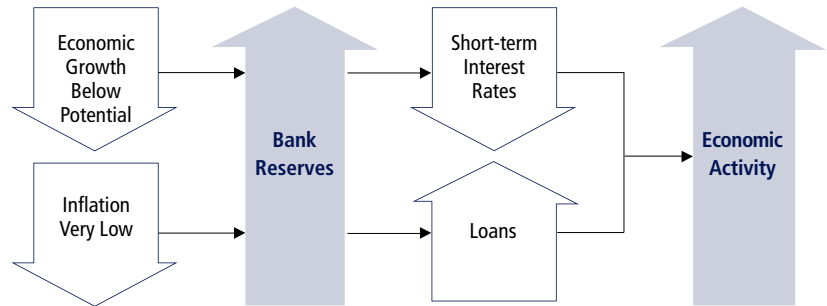 Economic
Growth
Below
Potential
Inflation
Very Low
Bank
Reserves
Short-term
Interest
Rates
Loans
Economic
Activity